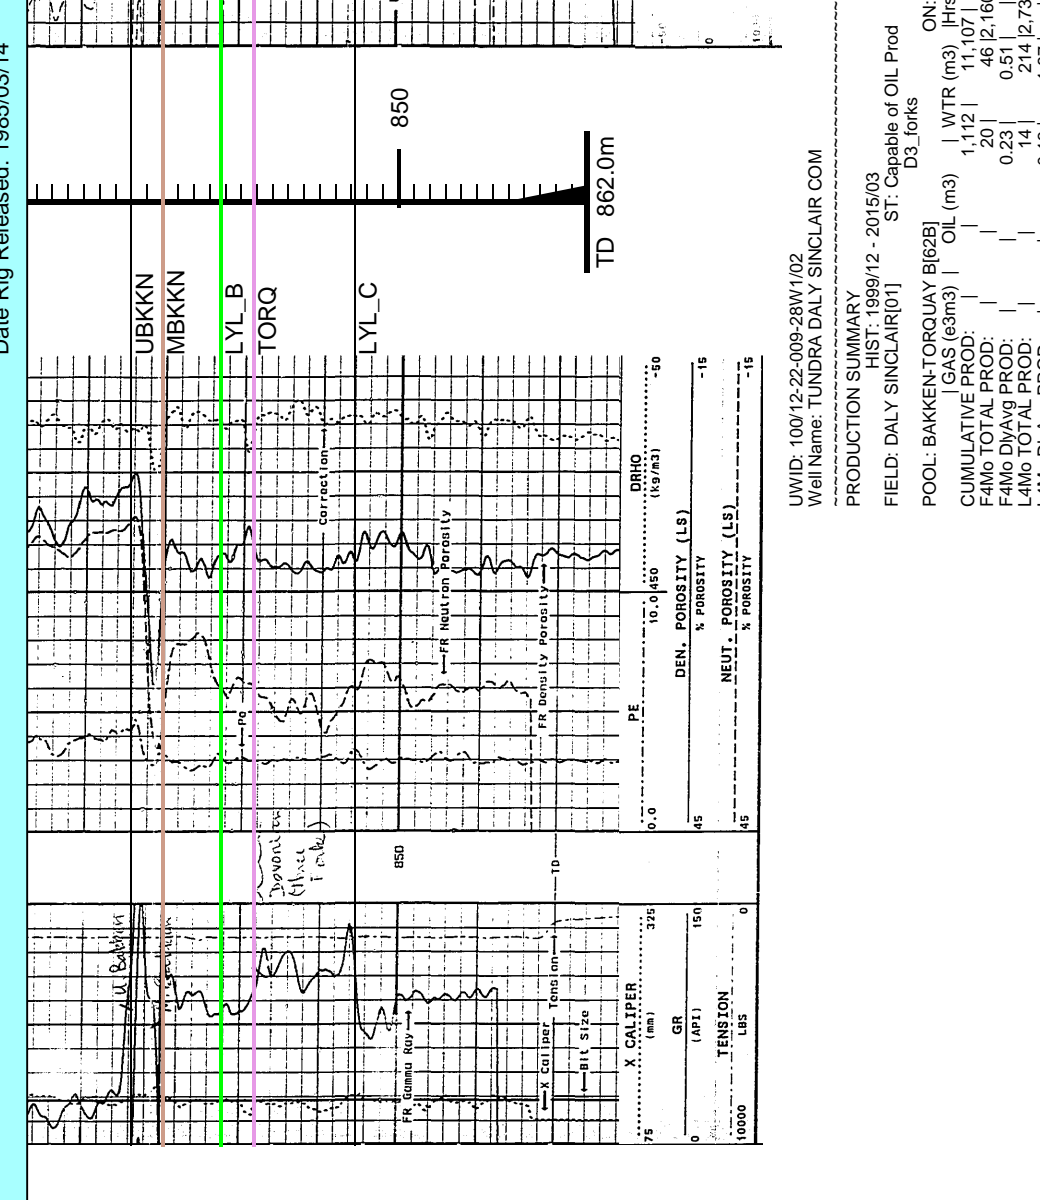 Date Rig Released: 1985/03/14
850
TD 862.0m
UBKKN
MBKKN
LYL_B
TORQ
LYL_C
Correction
FR Neutron Porosity
FR Density Porosity
Pe
DRHO
(kg/m3)
450
-50
PE
0.0
10.0
DEN. POROSITY (LS)
% POROSITY
45
-15
NEUT. POROSITY (LS)
% POROSITY
45
-15
Devonian
(Three
Forks)
850
TD
U. Bakken
FR Gamma Ray
X Caliper
Tension
Bit Size
X CALIPER
(mm)
75
325
GR
(API)
0
150
TENSION
LBS
10000
0
UWID: 100/12-22-009-28W1/02
Well Name: TUNDRA DALY SINCLAIR COM
PRODUCTION SUMMARY
HIST: 1999/12 - 2015/03
FIELD: DALY SINCLAIR[01] ST: Capable of OIL Prod
D3_forks
POOL: BAKKEN-TORQUAY B[62B] ON:
| GAS (e3m3) | OIL (m3) | WTR (m3) |Hrs
CUMULATIVE PROD: | | 1,112 | 11,107 |
F4Mo TOTAL PROD: | | 20 | 46 |2,160
F4Mo DlyAvg PROD: | | 0.23 | 0.51 |
L4Mo TOTAL PROD: | | 14 | 214 |2,73